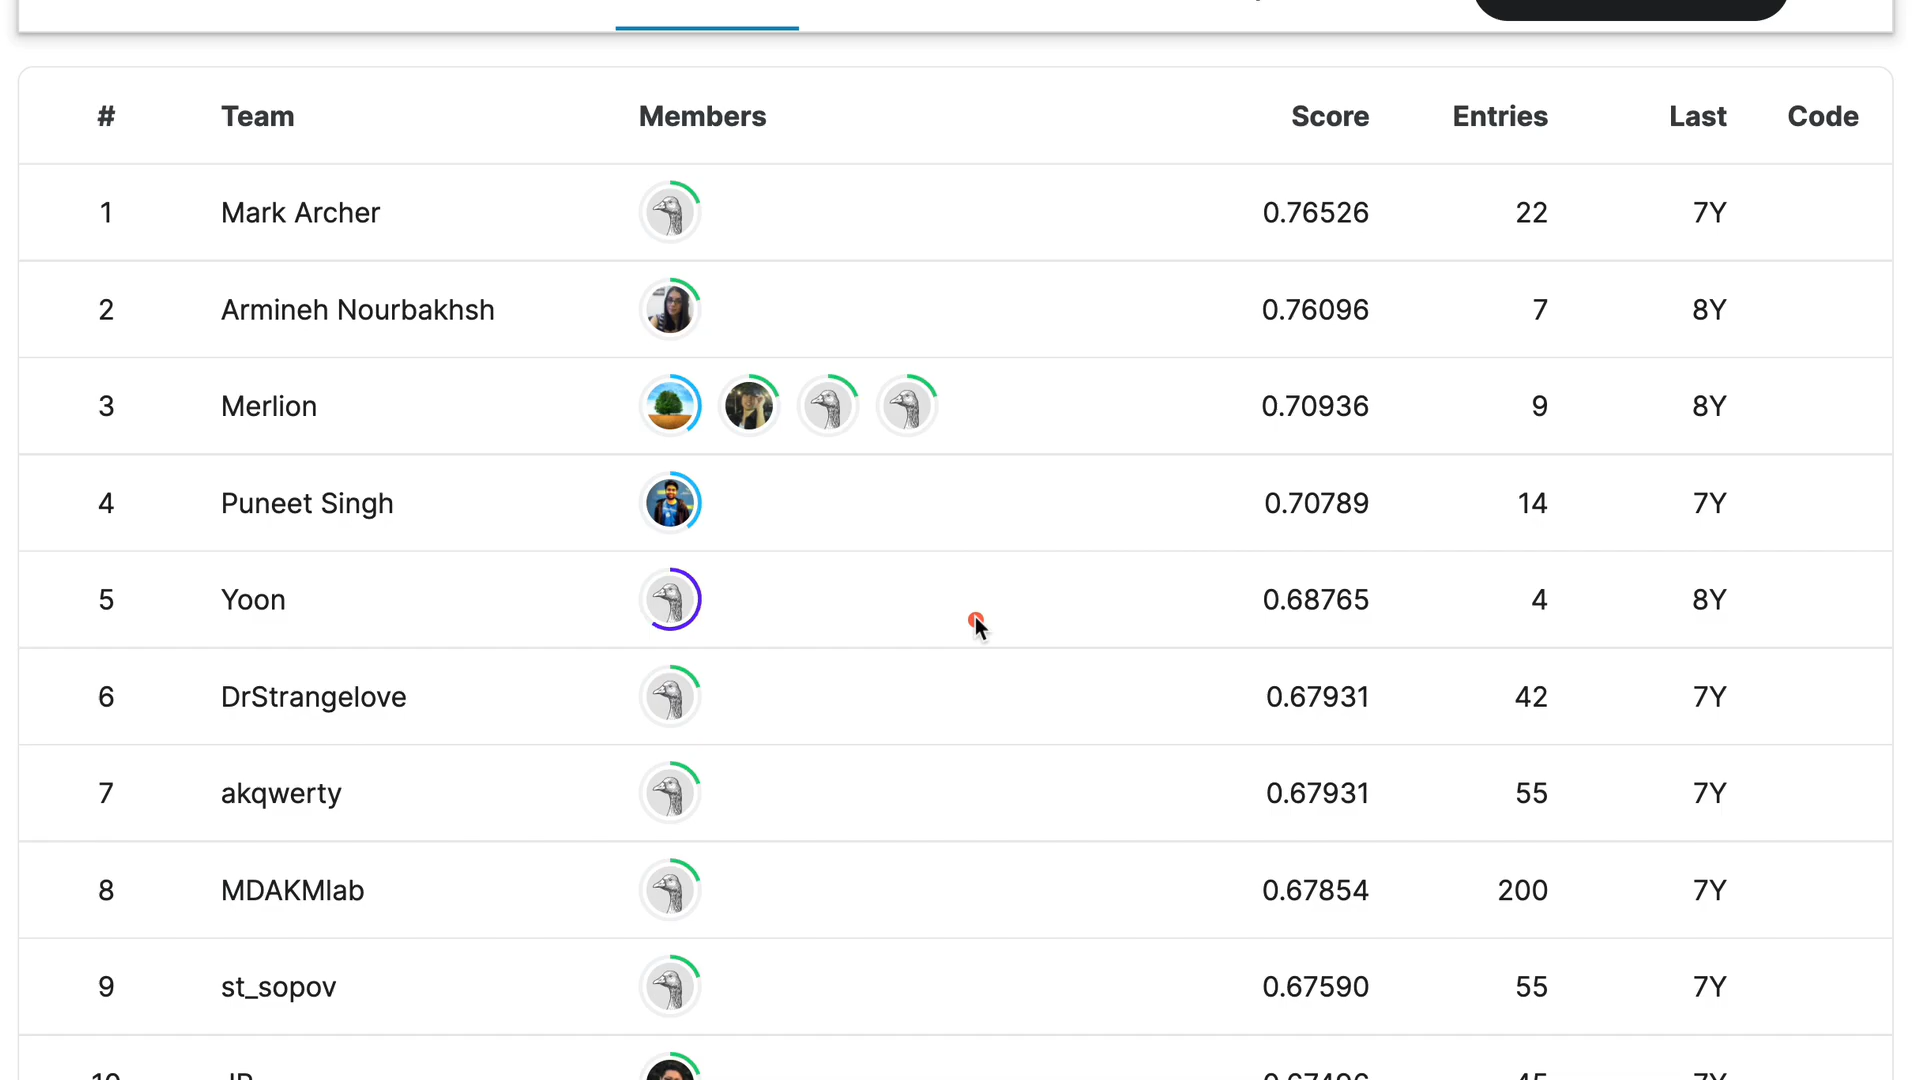 # Team Members Score Entries Last Code
1 Mark Archer 0.76526 22 7Y
2 Armineh Nourbakhsh 0.76096 7 8Y
3 Merlion 0.70936 9 8Y
4 Puneet Singh 0.70789 14 7Y
5 Yoon 0.68765 4 8Y
6 DrStrangelove 0.67931 42 7Y
7 akqwerty 0.67931 55 7Y
8 MDAKMlab 0.67854 200 7Y
9 st_sopov 0.67590 55 7Y